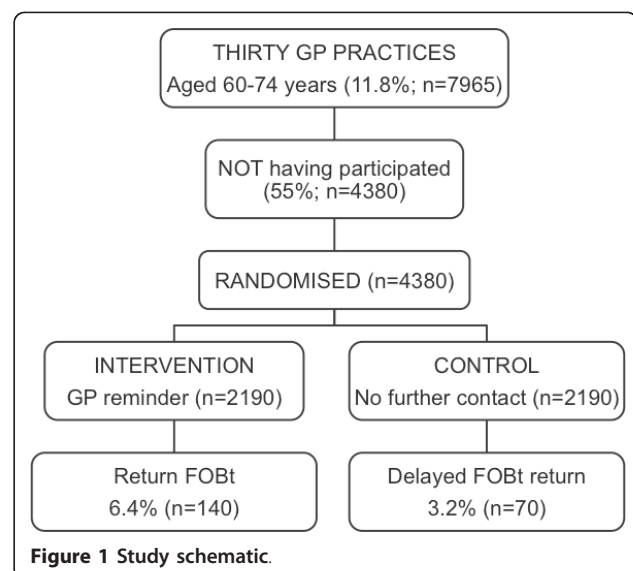 THIRTY GP PRACTICES
Aged 60-74 years (11.8%; n=7965)
NOT having participated
(55%; n=4380)
RANDOMISED (n=4380)
INTERVENTION
GP reminder (n=2190)
CONTROL
No further contact (n=2190)
Return FOBt
6.4% (n=140)
Delayed FOBt return
3.2% (n=70)
Figure 1 Study schematic.